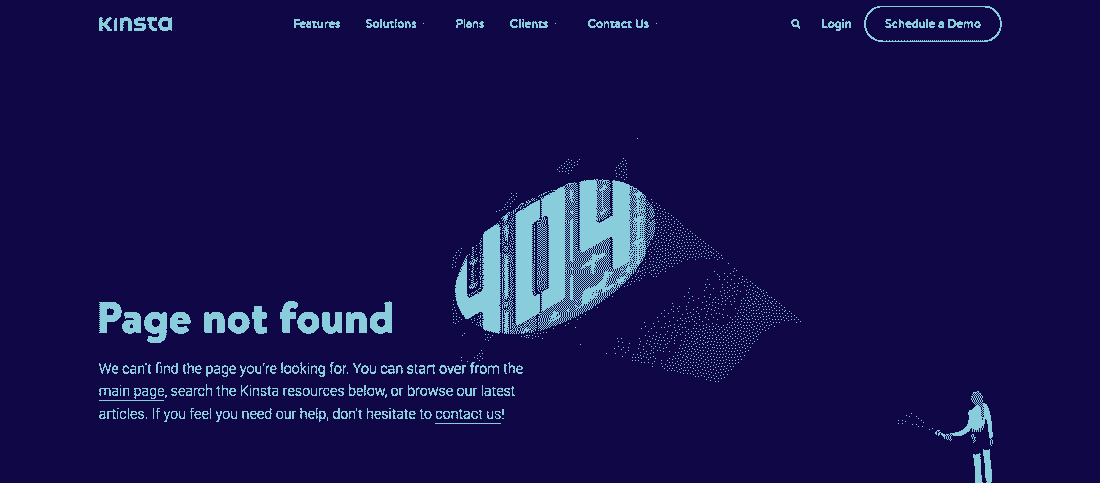 Kinsta
Features Solutions Plans Clients Contact Us Login Schedule a Demo
404
Page not found
We can't find the page you're looking for. You can start over from the
main page, search the Kinsta resources below, or browse our latest
articles. If you feel you need our help, don't hesitate to contact us!